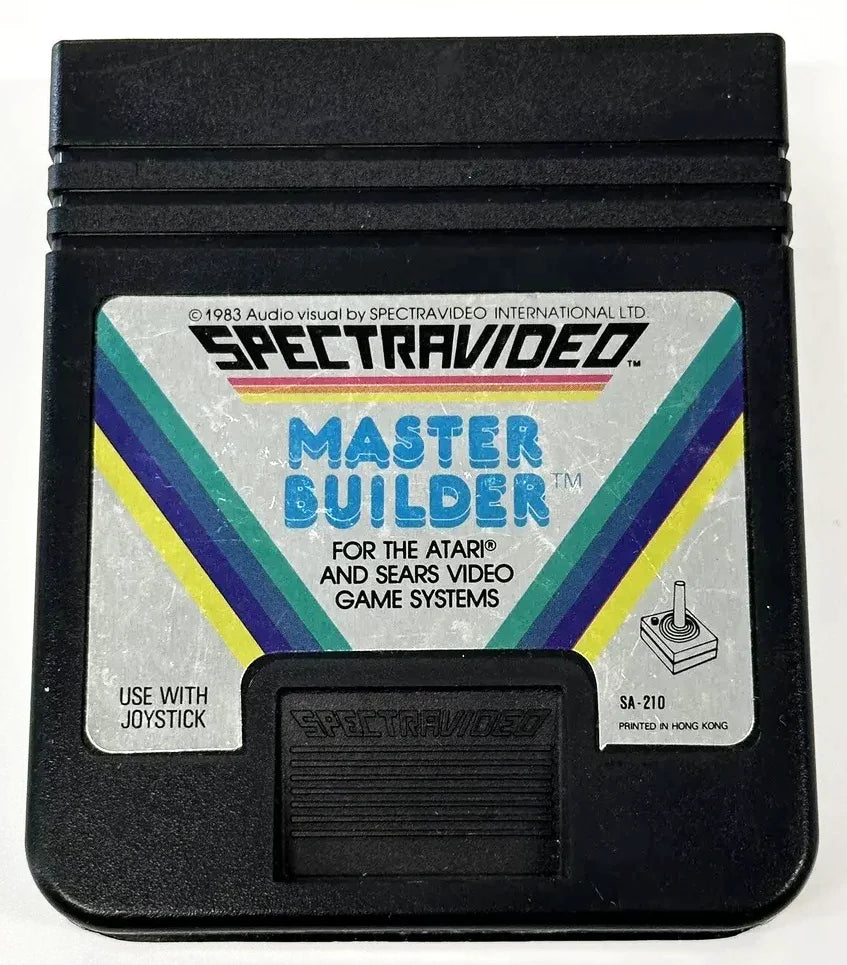 © 1983 Audio visual by SPECTRAVIDEO INTERNATIONAL LTD.
SPECTRAVIDEO™
MASTER
BUILDER™
FOR THE ATARI®
AND SEARS VIDEO
GAME SYSTEMS
USE WITH
JOYSTICK
SA-210
PRINTED IN HONG KONG
SPECTRAVIDEO